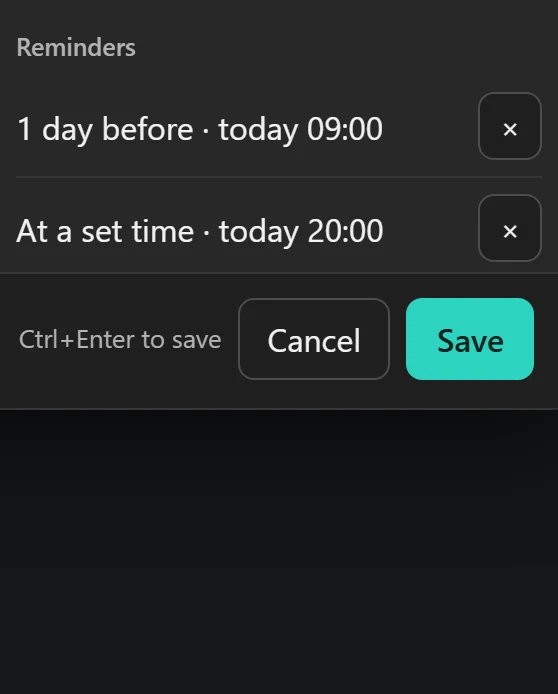 Reminders
1 day before · today 09:00 ×
At a set time · today 20:00 ×
Ctrl+Enter to save Cancel Save